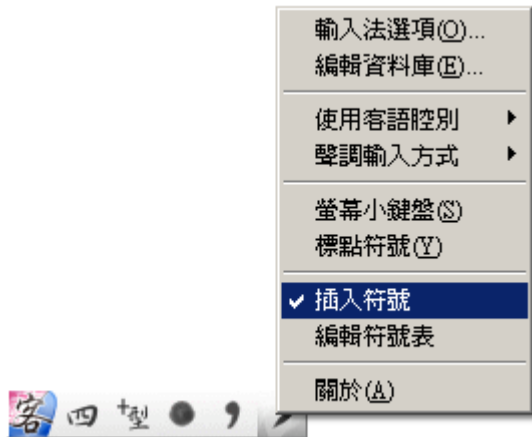 輸入法選項(O)...
編輯資料庫(E)...
使用客語腔別
聲調輸入方式
螢幕小鍵盤(S)
標點符號(Y)
插入符號
編輯符號表
關於(A)
客 四 +型 ● ,